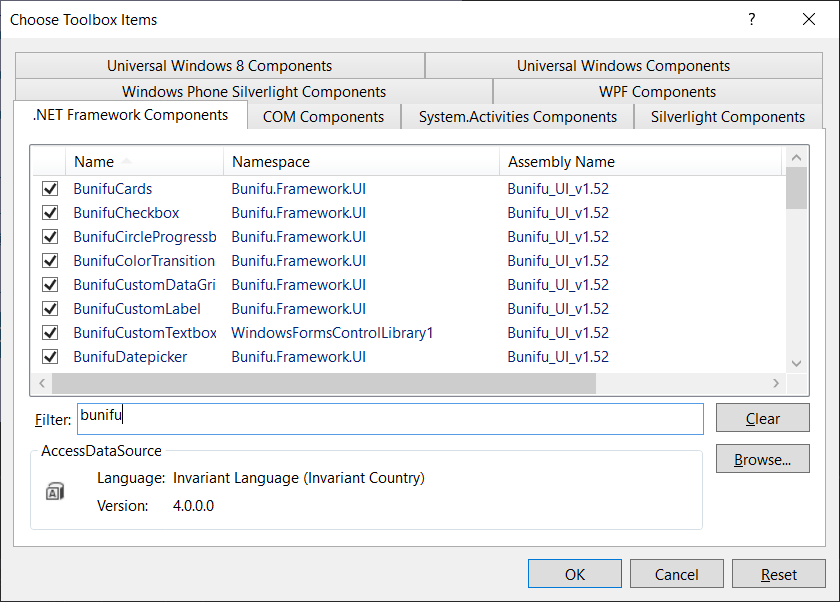 Choose Toolbox Items ?
Universal Windows 8 Components Universal Windows Components
Windows Phone Silverlight Components WPF Components
.NET Framework Components COM Components System.Activities Components Silverlight Components
Name Namespace Assembly Name
BunifuCards Bunifu.Framework.UI Bunifu_UI_v1.52
BunifuCheckbox Bunifu.Framework.UI Bunifu_UI_v1.52
BunifuCircleProgressb Bunifu.Framework.UI Bunifu_UI_v1.52
BunifuColorTransition Bunifu.Framework.UI Bunifu_UI_v1.52
BunifuCustomDataGri Bunifu.Framework.UI Bunifu_UI_v1.52
BunifuCustomLabel Bunifu.Framework.UI Bunifu_UI_v1.52
BunifuCustomTextbox WindowsFormsControlLibrary1 Bunifu_UI_v1.52
BunifuDatepicker Bunifu.Framework.UI Bunifu_UI_v1.52
Filter: bunifu Clear
AccessDataSource Browse...
Language: Invariant Language (Invariant Country)
A
Version: 4.0.0.0
OK Cancel Reset